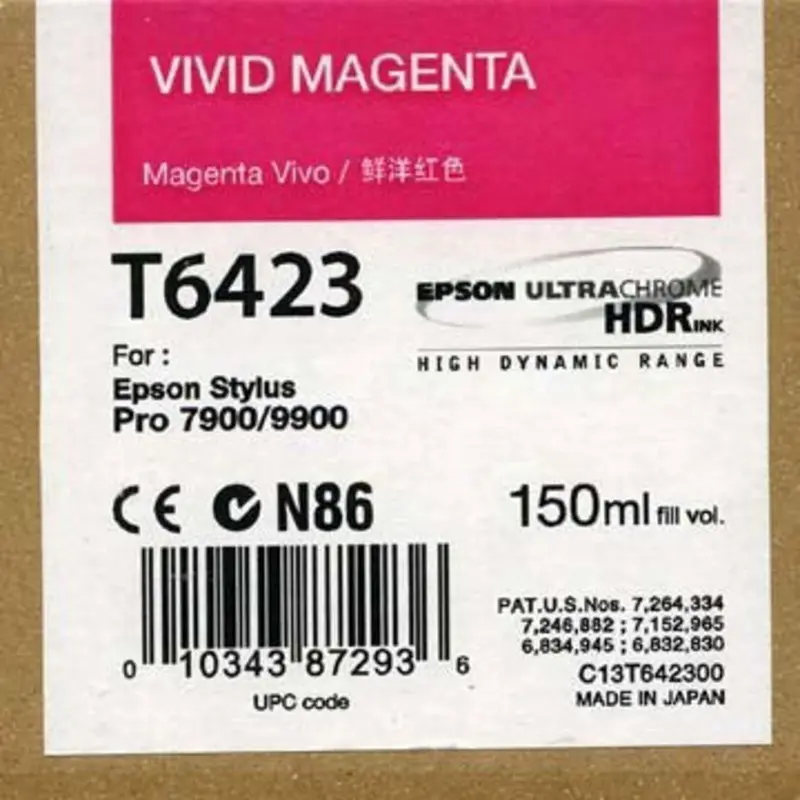 VIVID MAGENTA
Magenta Vivo / 鲜洋红色
T6423
EPSON ULTRACHROME
HDR INK
HIGH DYNAMIC RANGE
For :
Epson Stylus
Pro 7900/9900
CE N86
150ml fill vol.
0 10343 87293 6
UPC code
PAT.U.S.Nos. 7,264,334
7,246,882 ; 7,152,965
6,834,945 ; 6,832,830
C13T642300
MADE IN JAPAN